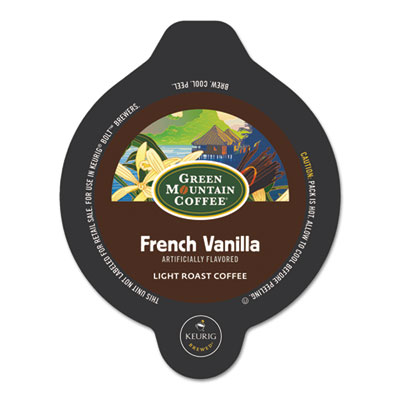 BREW. COOL. PEEL.
THIS UNIT NOT LABELED FOR RETAIL SALE. FOR USE IN KEURIG® BOLT™ BREWERS.
CAUTION: PACK IS HOT. ALLOW TO COOL BEFORE PEELING.
GREEN
MOUNTAIN
COFFEE®
French Vanilla
ARTIFICIALLY FLAVORED
LIGHT ROAST COFFEE
KEURIG
BREWED®